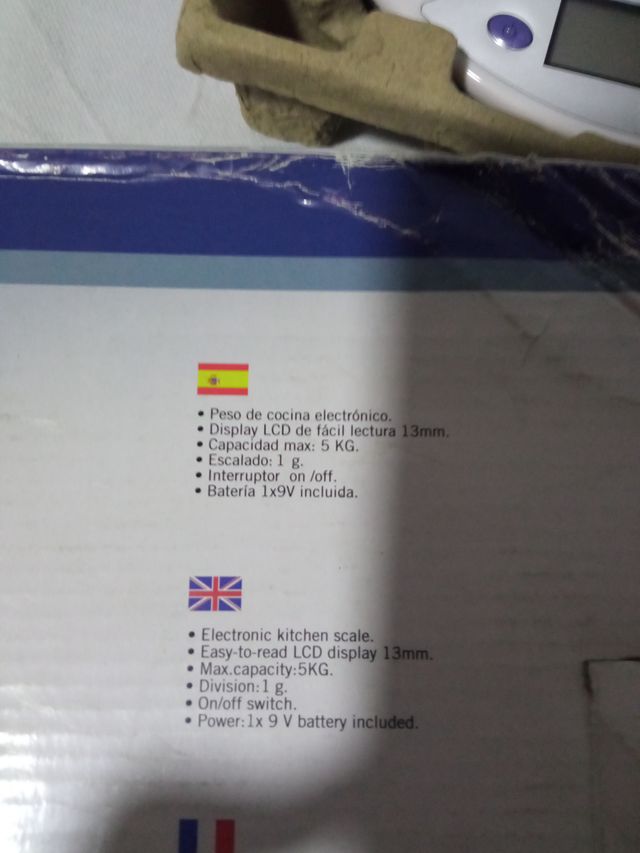 • Peso de cocina electrónico.
• Display LCD de fácil lectura 13mm.
• Capacidad max: 5 KG.
• Escalado: 1 g.
• Interruptor on /off.
• Batería 1x9V incluida.
• Electronic kitchen scale.
• Easy-to-read LCD display 13mm.
• Max.capacity:5KG.
• Division:1 g.
• On/off switch.
• Power:1x 9 V battery included.